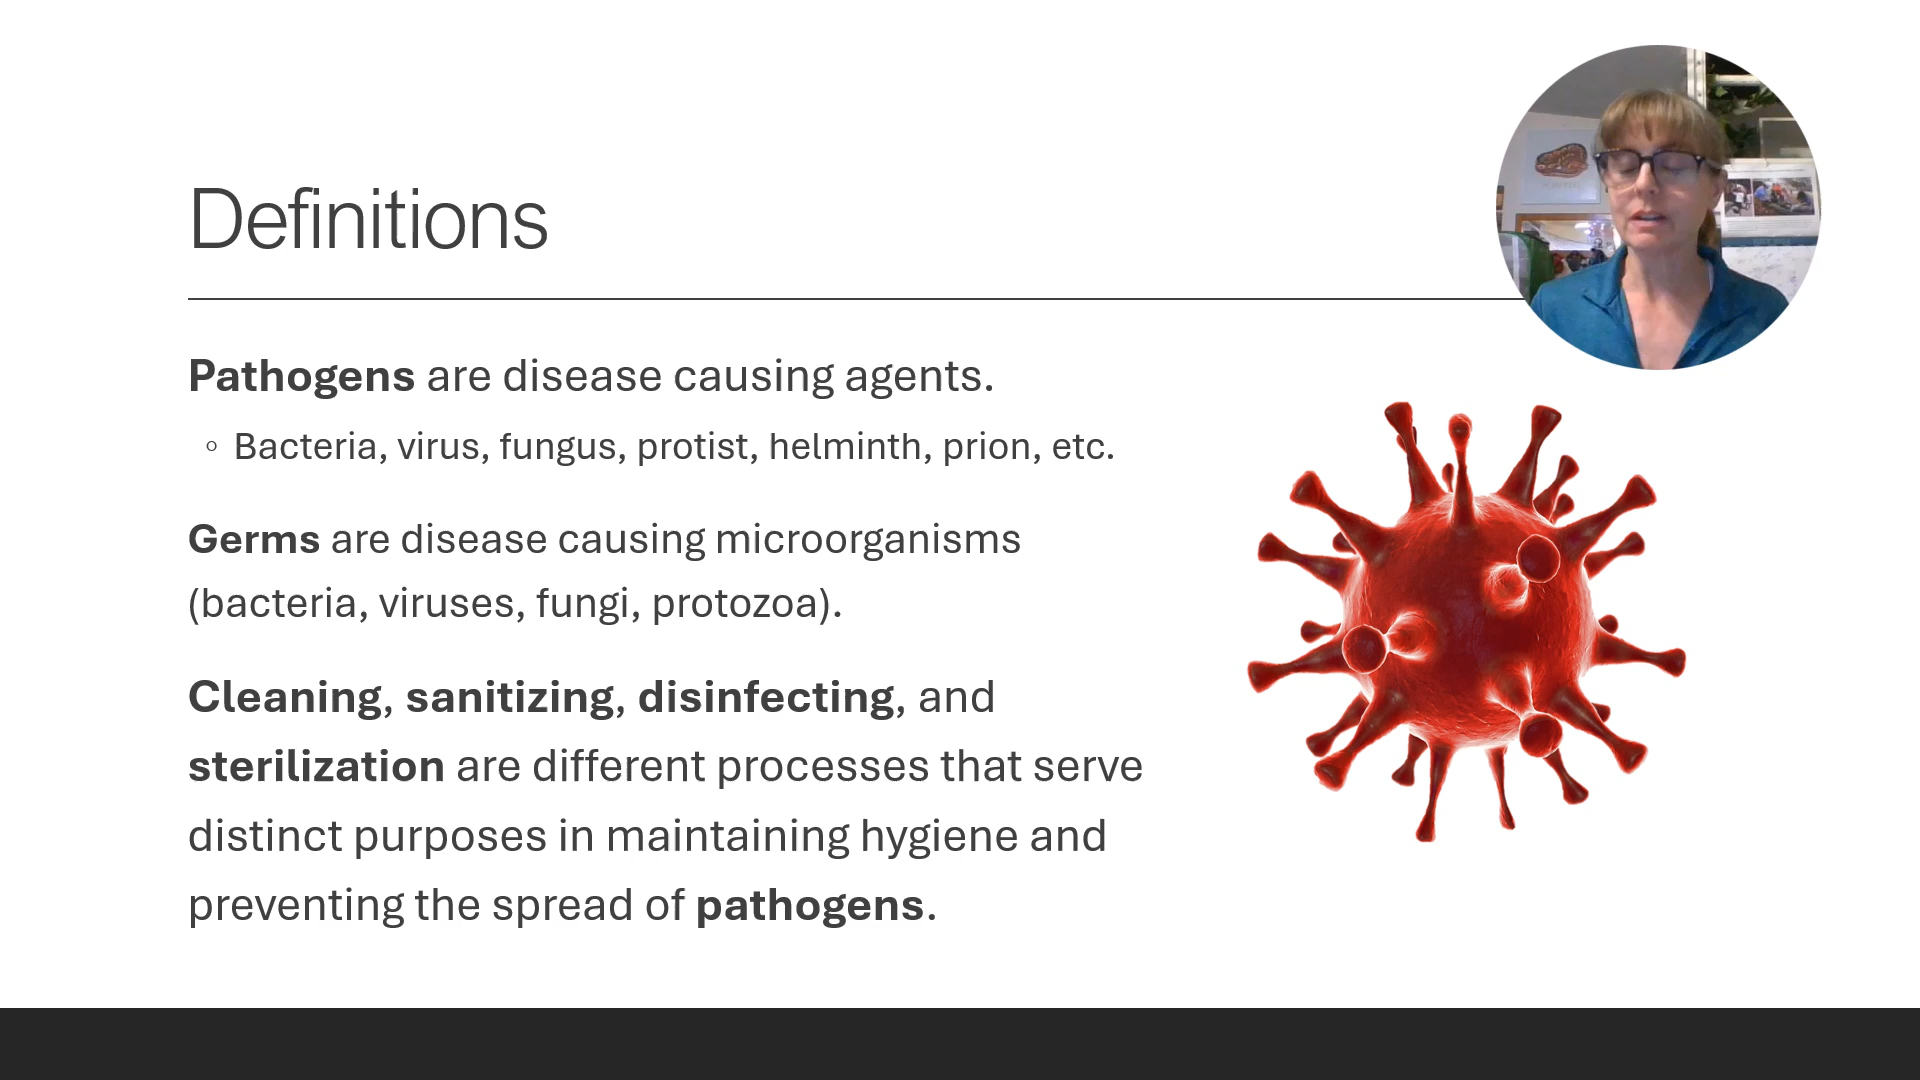 Definitions
Pathogens are disease causing agents.
◦ Bacteria, virus, fungus, protist, helminth, prion, etc.
Germs are disease causing microorganisms
(bacteria, viruses, fungi, protozoa).
Cleaning, sanitizing, disinfecting, and
sterilization are different processes that serve
distinct purposes in maintaining hygiene and
preventing the spread of pathogens.